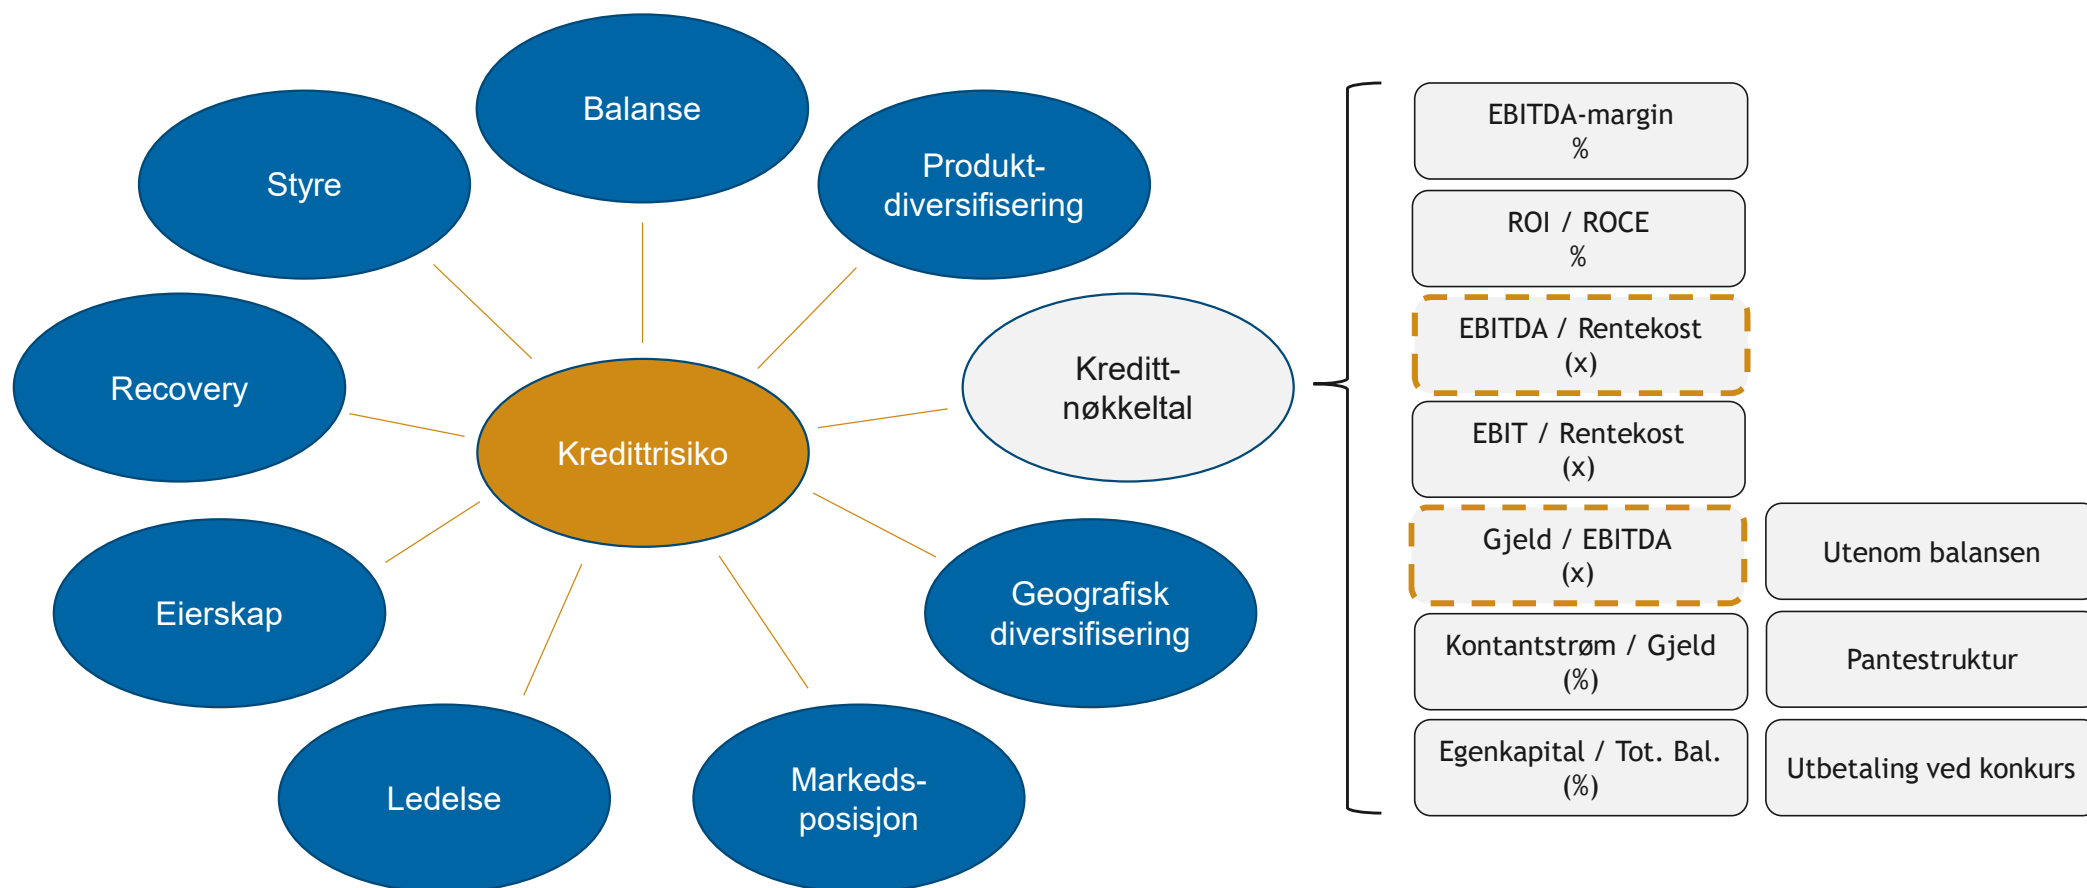 Balanse
Styre
Produkt-
diversifisering
Recovery
Kreditt-
nøkkeltal
Kredittrisiko
Eierskap
Geografisk
diversifisering
Ledelse
Markeds-
posisjon
EBITDA-margin
%
ROI / ROCE
%
EBITDA / Rentekost
(x)
EBIT / Rentekost
(x)
Gjeld / EBITDA
(x)
Utenom balansen
Kontantstrøm / Gjeld
(%)
Pantestruktur
Egenkapital / Tot. Bal.
(%)
Utbetaling ved konkurs